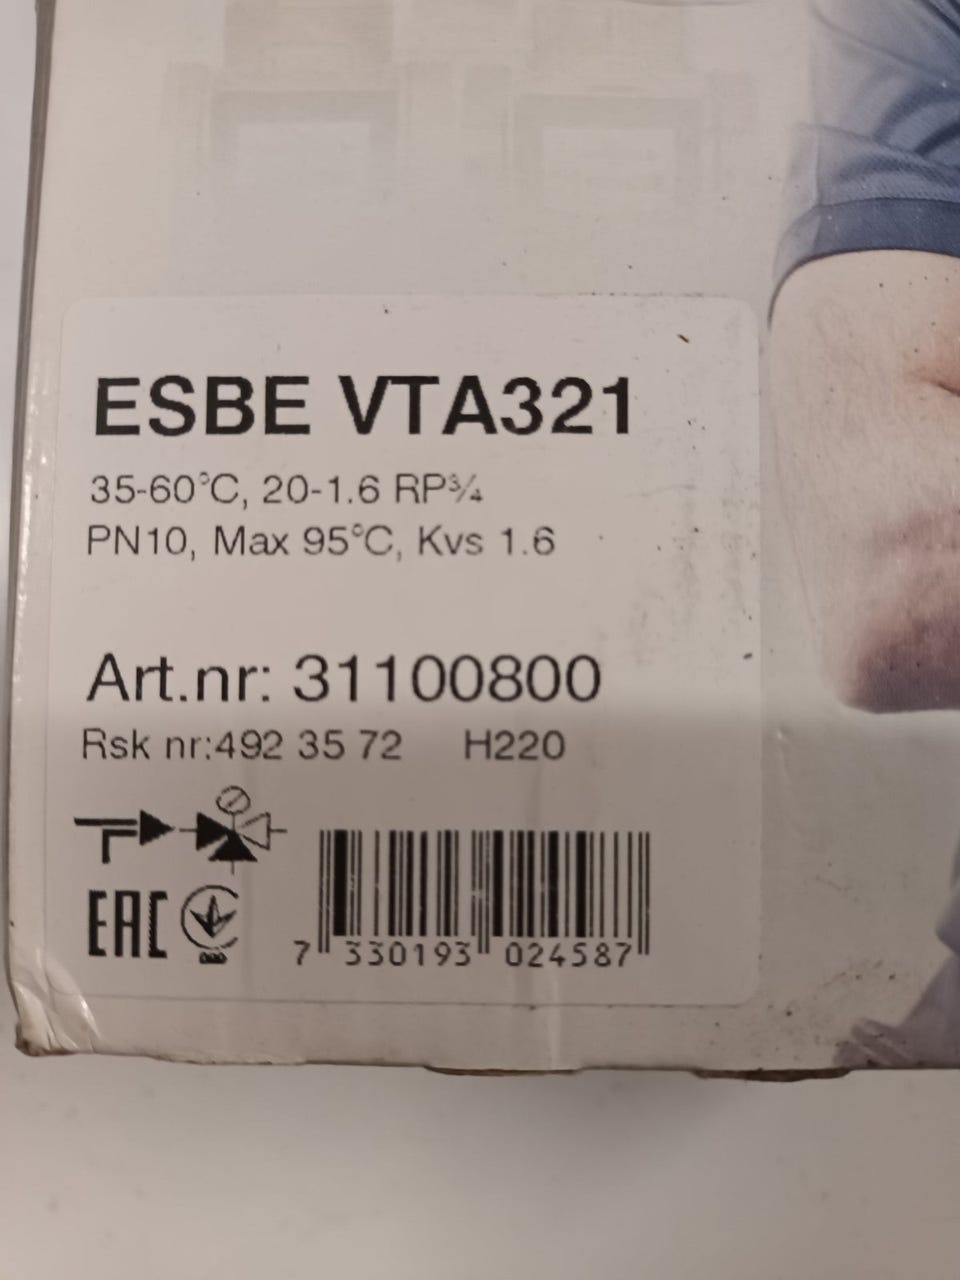 ESBE VTA321
35-60°C, 20-1.6 RP¾
PN10, Max 95°C, Kvs 1.6
Art.nr: 31100800
Rsk nr:492 35 72 H220
EAC
7 330193 024587